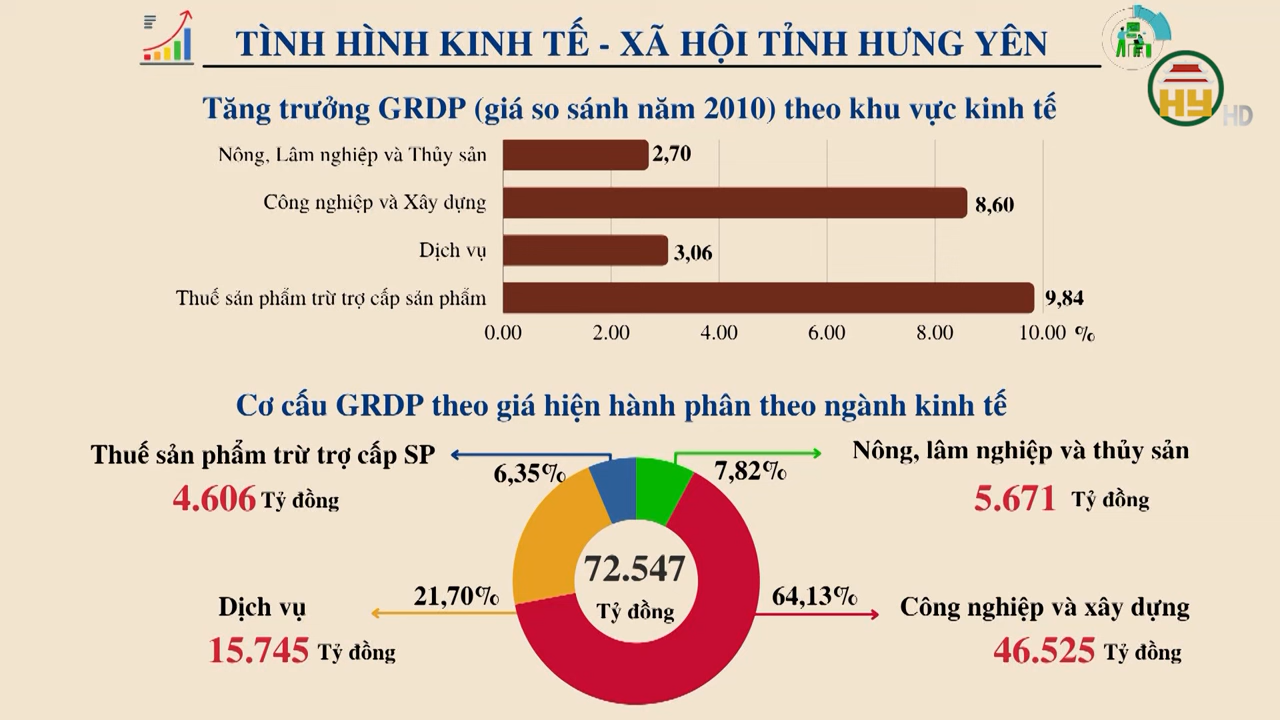 TÌNH HÌNH KINH TẾ - XÃ HỘI TỈNH HƯNG YÊN
HY HD
Tăng trưởng GRDP (giá so sánh năm 2010) theo khu vực kinh tế
Nông, Lâm nghiệp và Thủy sản 2,70
Công nghiệp và Xây dựng 8,60
Dịch vụ 3,06
Thuế sản phẩm trừ trợ cấp sản phẩm 9,84
0.00 2.00 4.00 6.00 8.00 10.00 %
Cơ cấu GRDP theo giá hiện hành phân theo ngành kinh tế
Thuế sản phẩm trừ trợ cấp SP
6,35%
4.606 Tỷ đồng
7,82%
Nông, lâm nghiệp và thủy sản
5.671 Tỷ đồng
72.547
Tỷ đồng
Dịch vụ
21,70%
15.745 Tỷ đồng
64,13%
Công nghiệp và xây dựng
46.525 Tỷ đồng